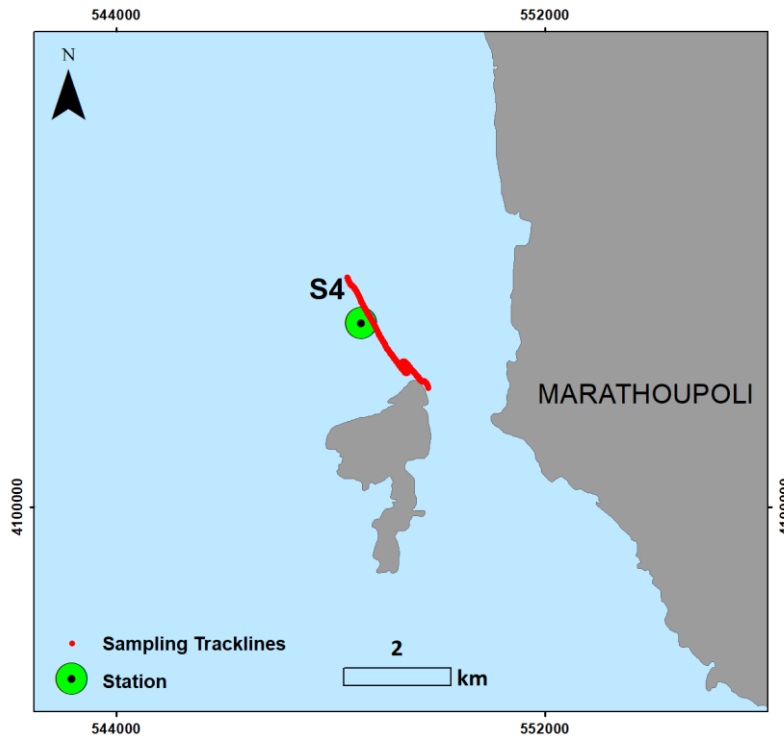 544000 552000
N
S4
MARATHOUPOLI
4100000 4100000
Sampling Tracklines
2
Station
km
544000 552000